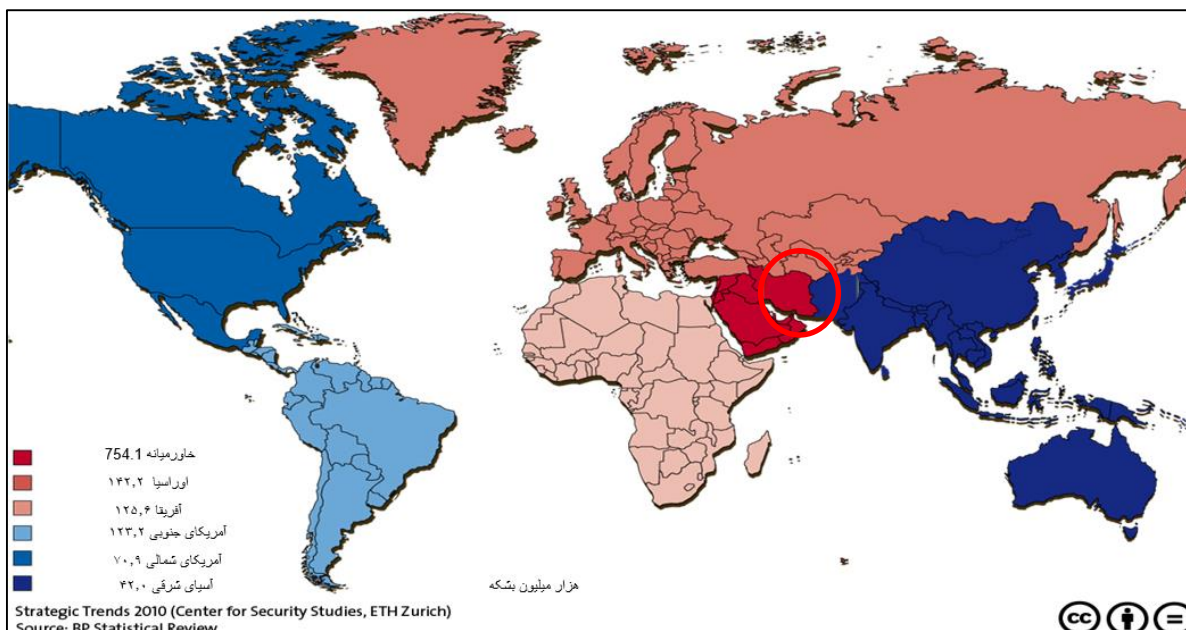 خاورمیانه 754.1
اوراسیا ۱۴۲,۲
آفریقا ۱۲۵,۶
آمریکای جنوبی ۱۲۳,۲
آمریکای شمالی ۷۰,۹
آسیای شرقی ۴۲,۰
هزار میلیون بشکه
Strategic Trends 2010 (Center for Security Studies, ETH Zurich)
Source: BP Statistical Review
cc